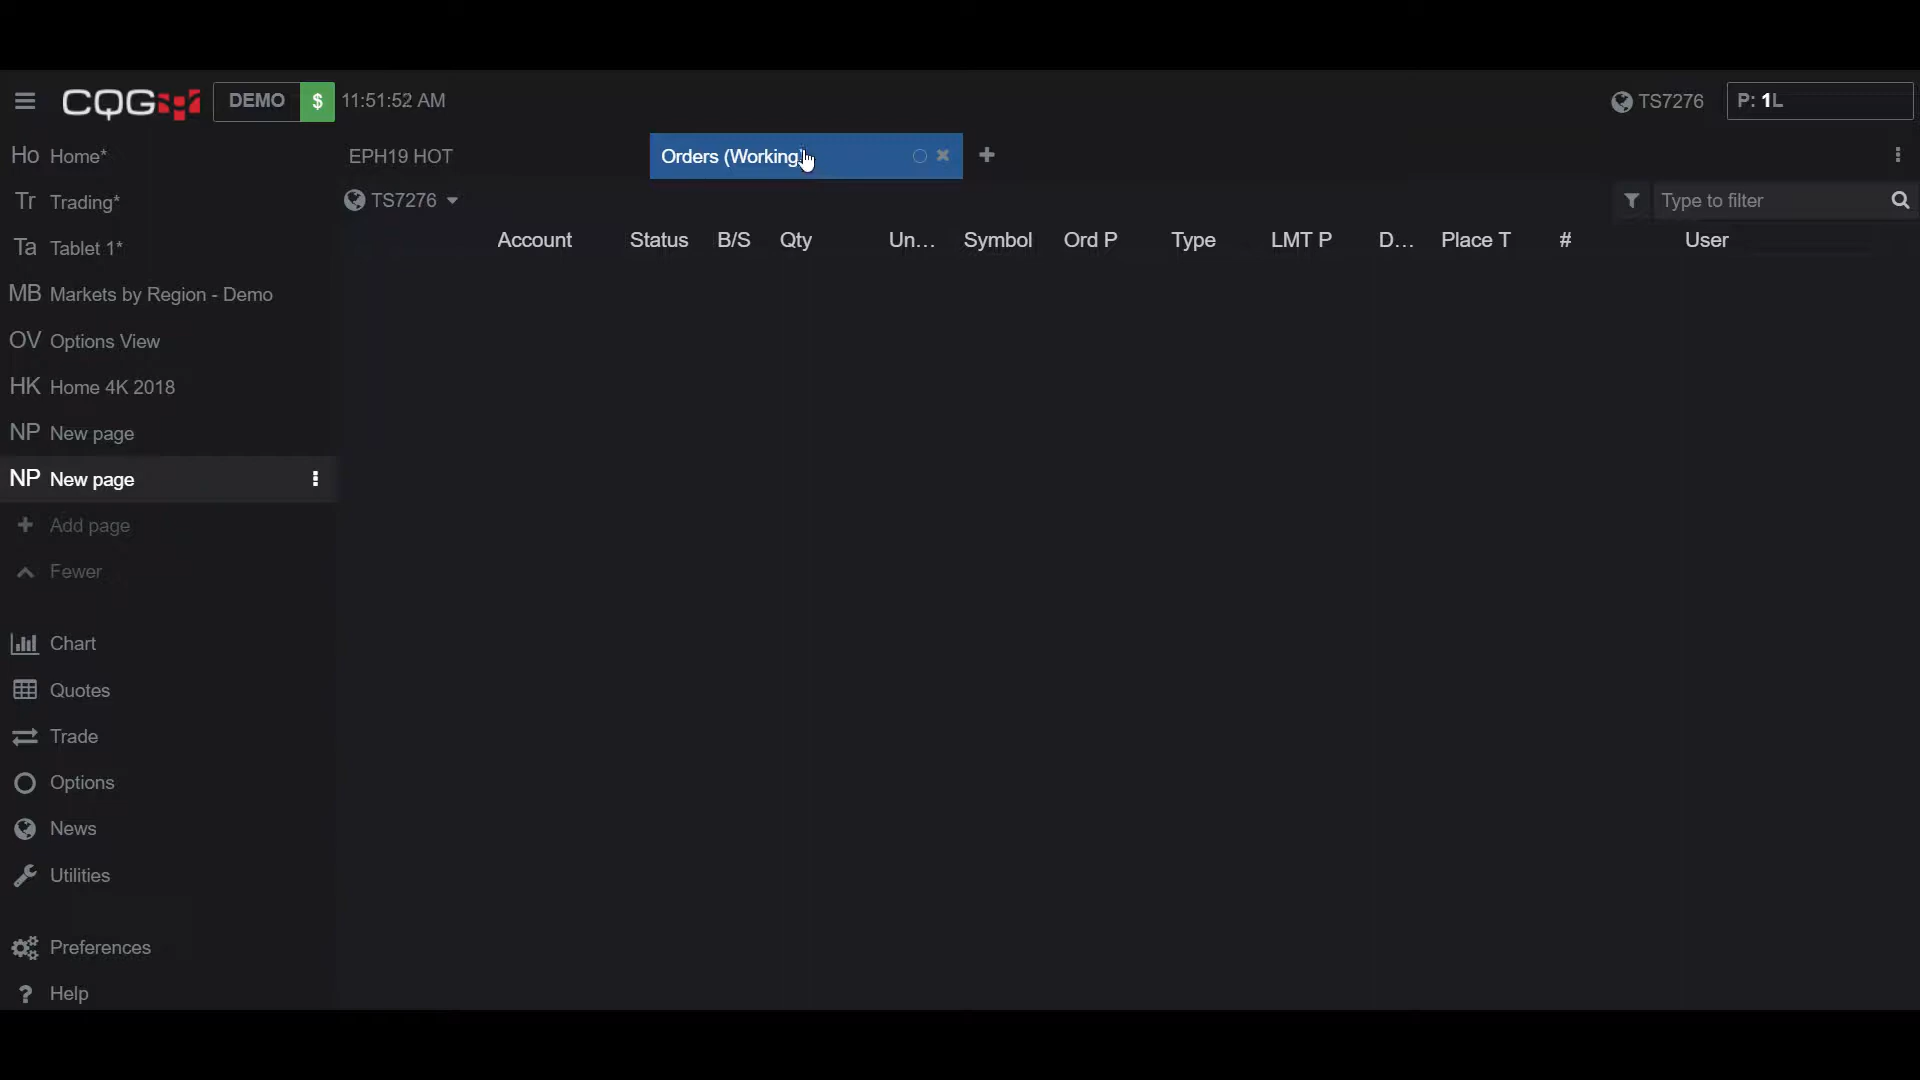 CQG DEMO $ 11:51:52 AM TS7276 P: 1L
Ho Home* EPH19 HOT Orders (Working)
TS7276 Type to filter
Tr Trading*
Account Status B/S Qty Un... Symbol Ord P Type LMT P D... Place T # User
Ta Tablet 1*
MB Markets by Region - Demo
OV Options View
HK Home 4K 2018
NP New page
NP New page
+ Add page
Fewer
Chart
Quotes
Trade
Options
News
Utilities
Preferences
? Help